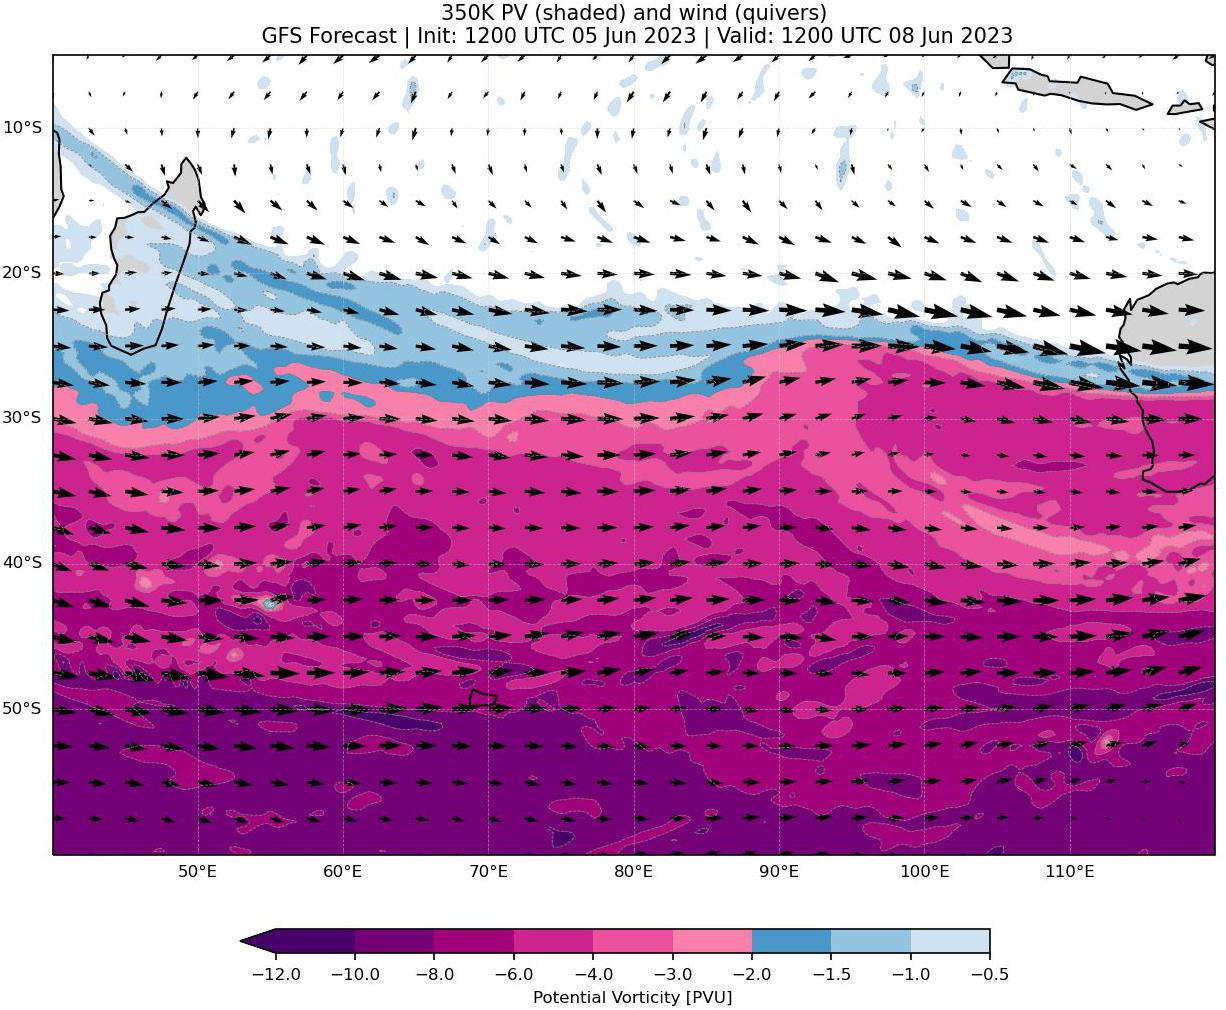 350K PV (shaded) and wind (quivers)
GFS Forecast | Init: 1200 UTC 05 Jun 2023 | Valid: 1200 UTC 08 Jun 2023
10°S
20°S
30°S
40°S
50°S
50°E 60°E 70°E 80°E 90°E 100°E 110°E
−12.0 −10.0 −8.0 −6.0 −4.0 −3.0 −2.0 −1.5 −1.0 −0.5
Potential Vorticity [PVU]